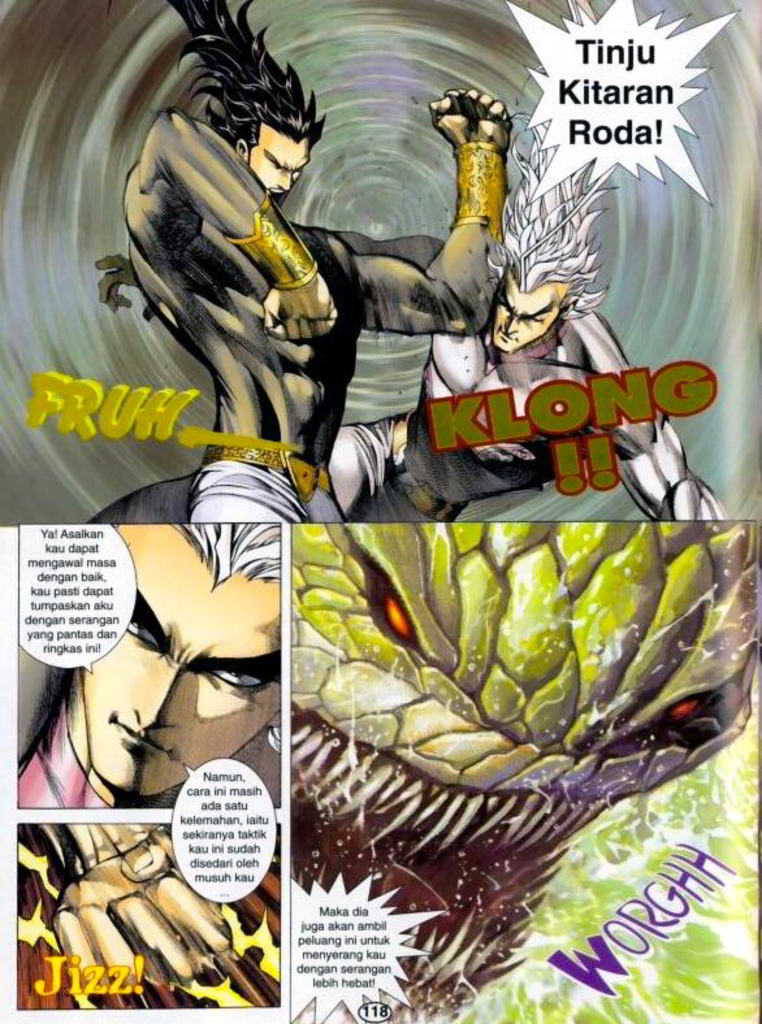 Tinju
Kitaran
Roda!
FRUH
KLONG
!!
Ya! Asalkan
kau dapat
mengawal masa
dengan baik,
kau pasti dapat
tumpaskan aku
dengan serangan
yang pantas dan
ringkas ini!
Namun,
cara ini masih
ada satu
kelemahan, iaitu
sekiranya taktik
kau ini sudah
disedari oleh
musuh kau
...
Jizz!
Maka dia
juga akan ambil
peluang ini untuk
menyerang kau
dengan serangan
lebih hebat!
WORGHH
118